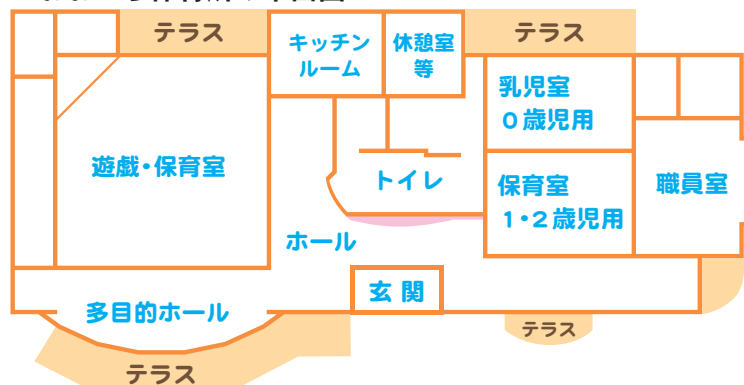 テラス
テラス
キッチン
ルーム
休憩室
等
乳児室
0歳児用
遊戯・保育室
トイレ
保育室
1・2歳児用
職員室
ホール
玄関
多目的ホール
テラス
テラス